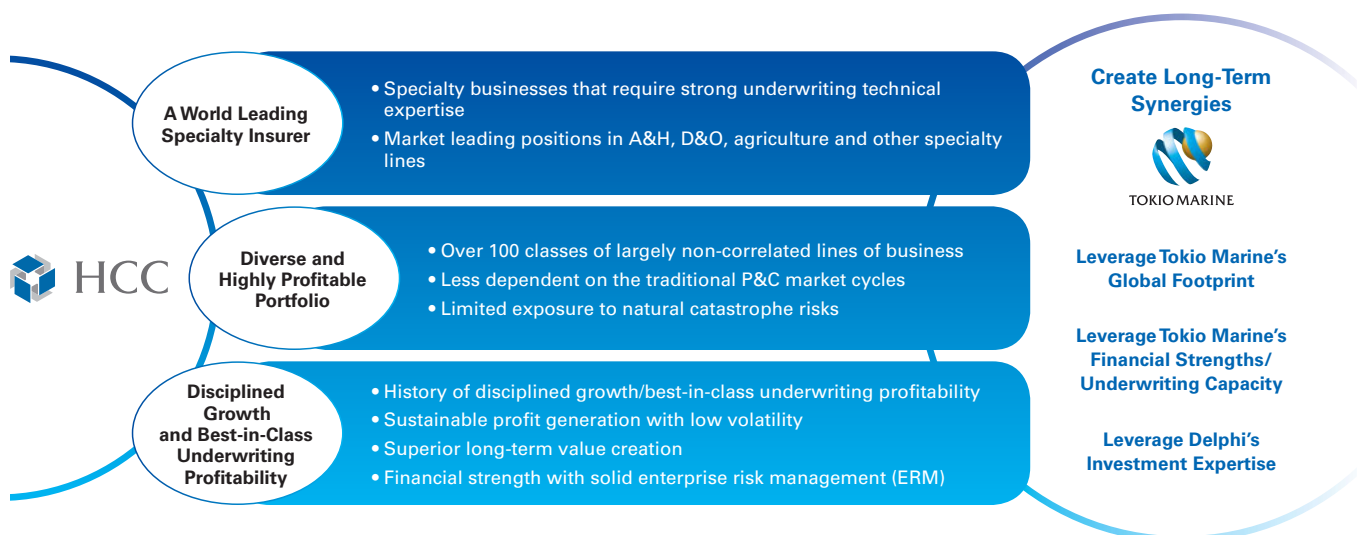 HCC
A World Leading
Specialty Insurer
• Specialty businesses that require strong underwriting technical
expertise
• Market leading positions in A&H, D&O, agriculture and other specialty
lines
Diverse and
Highly Profitable
Portfolio
• Over 100 classes of largely non-correlated lines of business
• Less dependent on the traditional P&C market cycles
• Limited exposure to natural catastrophe risks
Disciplined
Growth
and Best-in-Class
Underwriting
Profitability
• History of disciplined growth/best-in-class underwriting profitability
• Sustainable profit generation with low volatility
• Superior long-term value creation
• Financial strength with solid enterprise risk management (ERM)
Create Long-Term
Synergies
TOKIO MARINE
Leverage Tokio Marine’s
Global Footprint
Leverage Tokio Marine’s
Financial Strengths/
Underwriting Capacity
Leverage Delphi’s
Investment Expertise